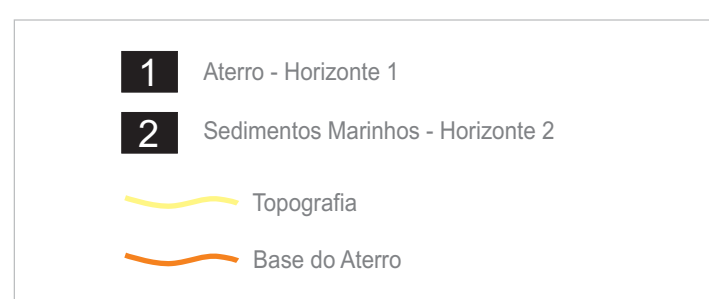 1 Aterro - Horizonte 1
2 Sedimentos Marinhos - Horizonte 2
Topografia
Base do Aterro